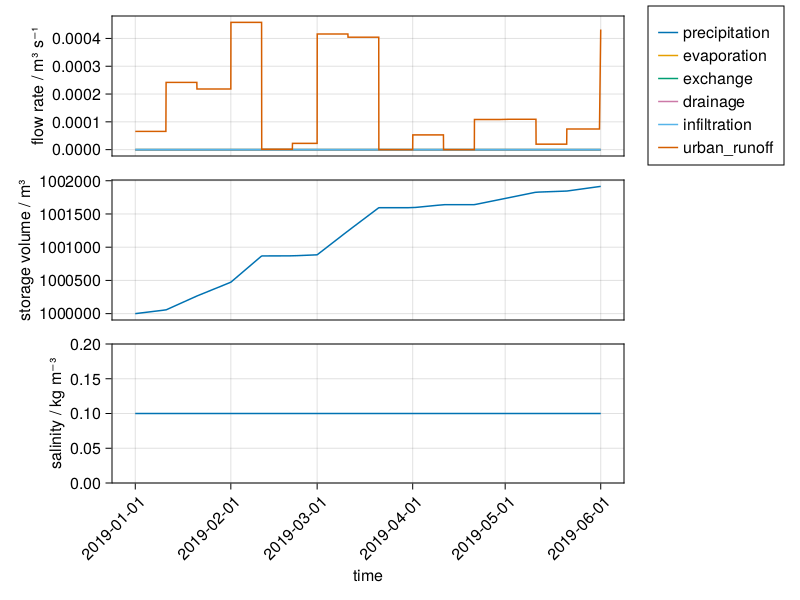 flow rate / m³ s⁻¹
0.0004
0.0003
0.0002
0.0001
0.0000
precipitation
evaporation
exchange
drainage
infiltration
urban_runoff
storage volume / m³
1002000
1001500
1001000
1000500
1000000
salinity / kg m⁻³
0.20
0.15
0.10
0.05
0.00
2019-01-01
2019-02-01
2019-03-01
2019-04-01
2019-05-01
2019-06-01
time